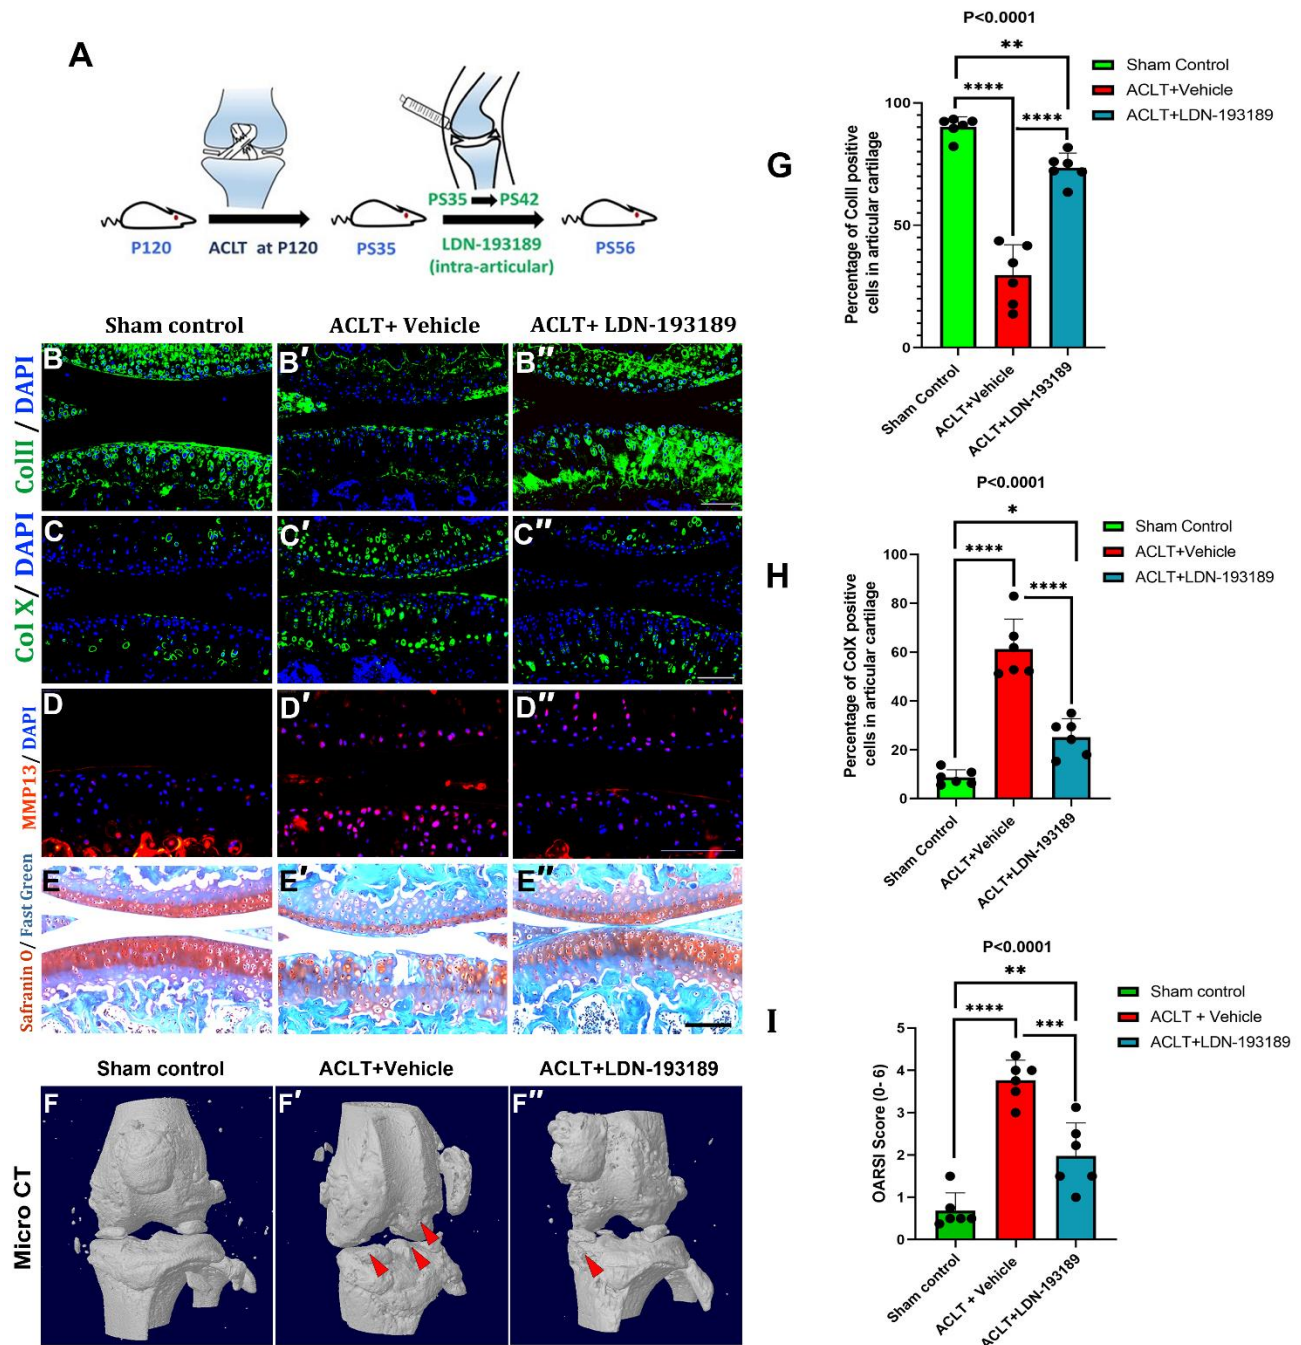 A
P120
ACLT at P120
PS35
PS35 PS42
LDN-193189
(intra-articular)
PS56
Sham control
ACLT+ Vehicle
ACLT+ LDN-193189
ColII / DAPI
B
B′
B″
Col X/ DAPI
C
C′
C″
MMP13/ DAPI
D
D′
D″
Safranin O/ Fast Green
E
E′
E″
Sham control
ACLT+Vehicle
ACLT+LDN-193189
Micro CT
F
F′
F″
G
P<0.0001
**
****
****
Sham Control
ACLT+Vehicle
ACLT+LDN-193189
Percentage of ColII positive
cells in articular cartilage
100
50
0
Sham Control
ACLT+Vehicle
ACLT+LDN-193189
H
P<0.0001
*
****
****
Sham Control
ACLT+Vehicle
ACLT+LDN-193189
Percentage of ColX positive
cells in articular cartilage
100
80
60
40
20
0
Sham Control
ACLT+Vehicle
ACLT+LDN-193189
I
P<0.0001
**
****
***
Sham control
ACLT + Vehicle
ACLT+LDN-193189
OARSI Score (0- 6)
5
4
3
2
1
0
Sham control
ACLT + Vehicle
ACLT+LDN-193189